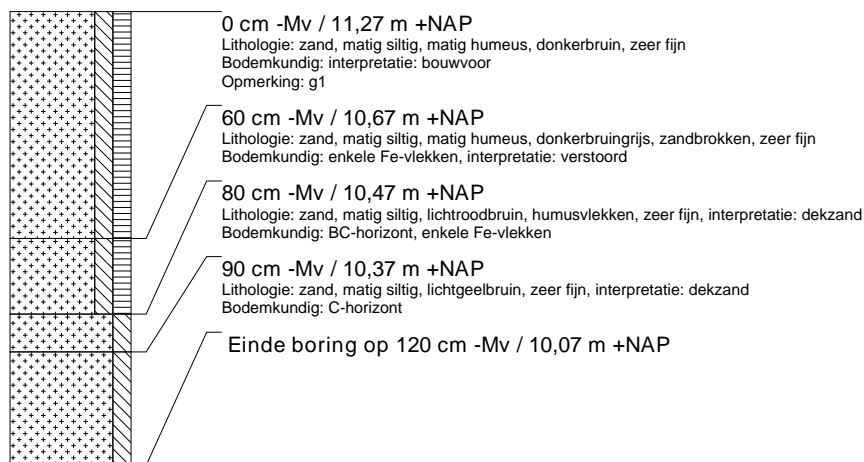 0 cm -Mv / 11,27 m +NAP
Lithologie: zand, matig siltig, matig humeus, donkerbruin, zeer fijn
Bodemkundig: interpretatie: bouwvoor
Opmerking: g1
60 cm -Mv / 10,67 m +NAP
Lithologie: zand, matig siltig, matig humeus, donkerbruingrijs, zandbrokken, zeer fijn
Bodemkundig: enkele Fe-vlekken, interpretatie: verstoord
80 cm -Mv / 10,47 m +NAP
Lithologie: zand, matig siltig, lichtroodbruin, humusvlekken, zeer fijn, interpretatie: dekzand
Bodemkundig: BC-horizont, enkele Fe-vlekken
90 cm -Mv / 10,37 m +NAP
Lithologie: zand, matig siltig, lichtgeelbruin, zeer fijn, interpretatie: dekzand
Bodemkundig: C-horizont
Einde boring op 120 cm -Mv / 10,07 m +NAP